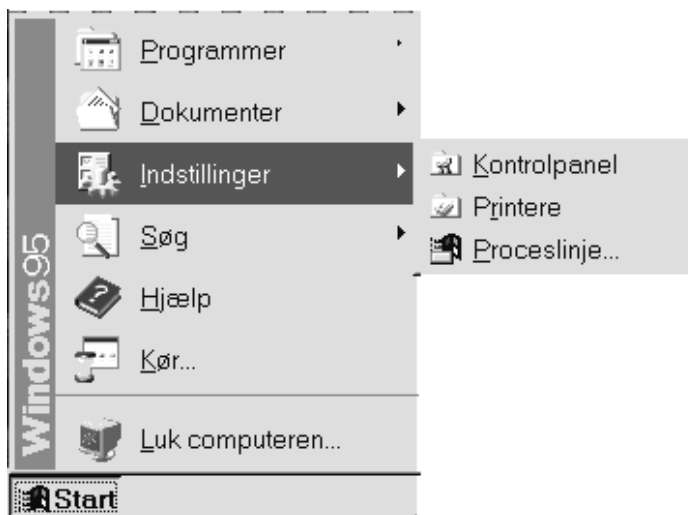 Programmer
Dokumenter
Indstillinger
Søg
Hjælp
Kør...
Luk computeren...
Kontrolpanel
Printere
Proceslinje...
Windows95
Start